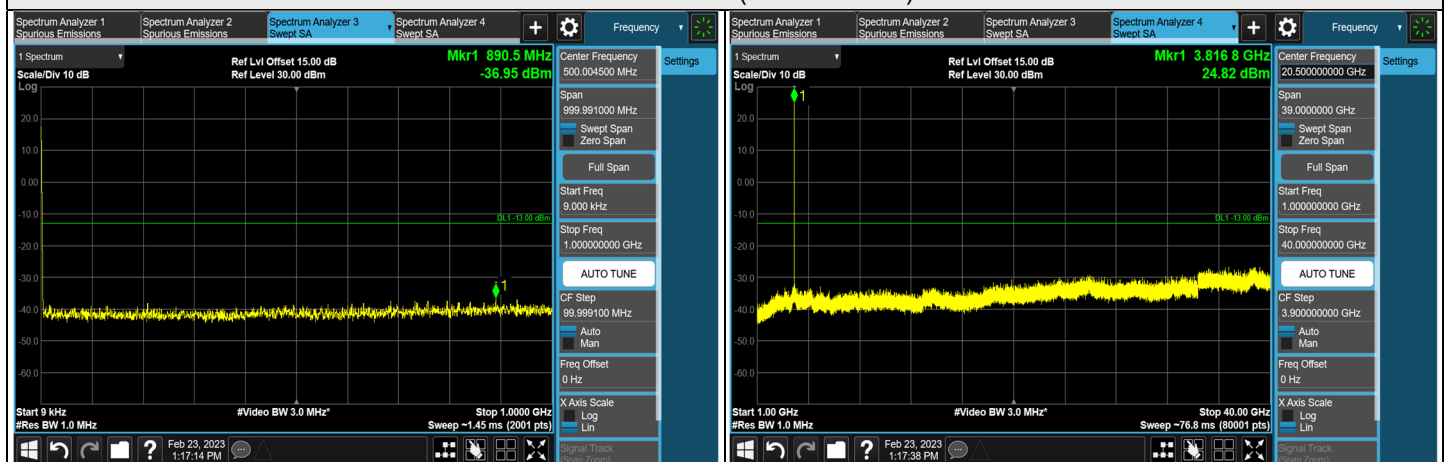 Spectrum Analyzer 1
Spurious Emissions
Spectrum Analyzer 2
Spurious Emissions
Spectrum Analyzer 3
Swept SA
Spectrum Analyzer 4
Swept SA
+
Frequency
1 Spectrum
Scale/Div 10 dB
Log
Ref Lvl Offset 15.00 dB
Ref Level 30.00 dBm
Mkr1 890.5 MHz
-36.95 dBm
20.0
10.0
0.00
-10.0
-20.0
-30.0
-40.0
-50.0
-60.0
DL1 -13.00 dBm
1
Start 9 kHz
#Res BW 1.0 MHz
#Video BW 3.0 MHz*
Stop 1.0000 GHz
Sweep ~1.45 ms (2001 pts)
Center Frequency
500.004500 MHz
Settings
Span
999.991000 MHz
Swept Span
Zero Span
Full Span
Start Freq
9.000 kHz
Stop Freq
1.000000000 GHz
AUTO TUNE
CF Step
99.999100 MHz
Auto
Man
Freq Offset
0 Hz
X Axis Scale
Log
Lin
Signal Track
(Span Zoom)
?
Feb 23, 2023
1:17:14 PM
Spectrum Analyzer 1
Spurious Emissions
Spectrum Analyzer 2
Spurious Emissions
Spectrum Analyzer 3
Swept SA
Spectrum Analyzer 4
Swept SA
+
Frequency
1 Spectrum
Scale/Div 10 dB
Log
Ref Lvl Offset 15.00 dB
Ref Level 30.00 dBm
Mkr1 3.816 8 GHz
24.82 dBm
1
20.0
10.0
0.00
-10.0
-20.0
-30.0
-40.0
-50.0
-60.0
DL1 -13.00 dBm
Start 1.00 GHz
#Res BW 1.0 MHz
#Video BW 3.0 MHz*
Stop 40.00 GHz
Sweep ~76.8 ms (80001 pts)
Center Frequency
20.500000000 GHz
Settings
Span
39.0000000 GHz
Swept Span
Zero Span
Full Span
Start Freq
1.000000000 GHz
Stop Freq
40.000000000 GHz
AUTO TUNE
CF Step
3.900000000 GHz
Auto
Man
Freq Offset
0 Hz
X Axis Scale
Log
Lin
Signal Track
(Span Zoom)
?
Feb 23, 2023
1:17:38 PM